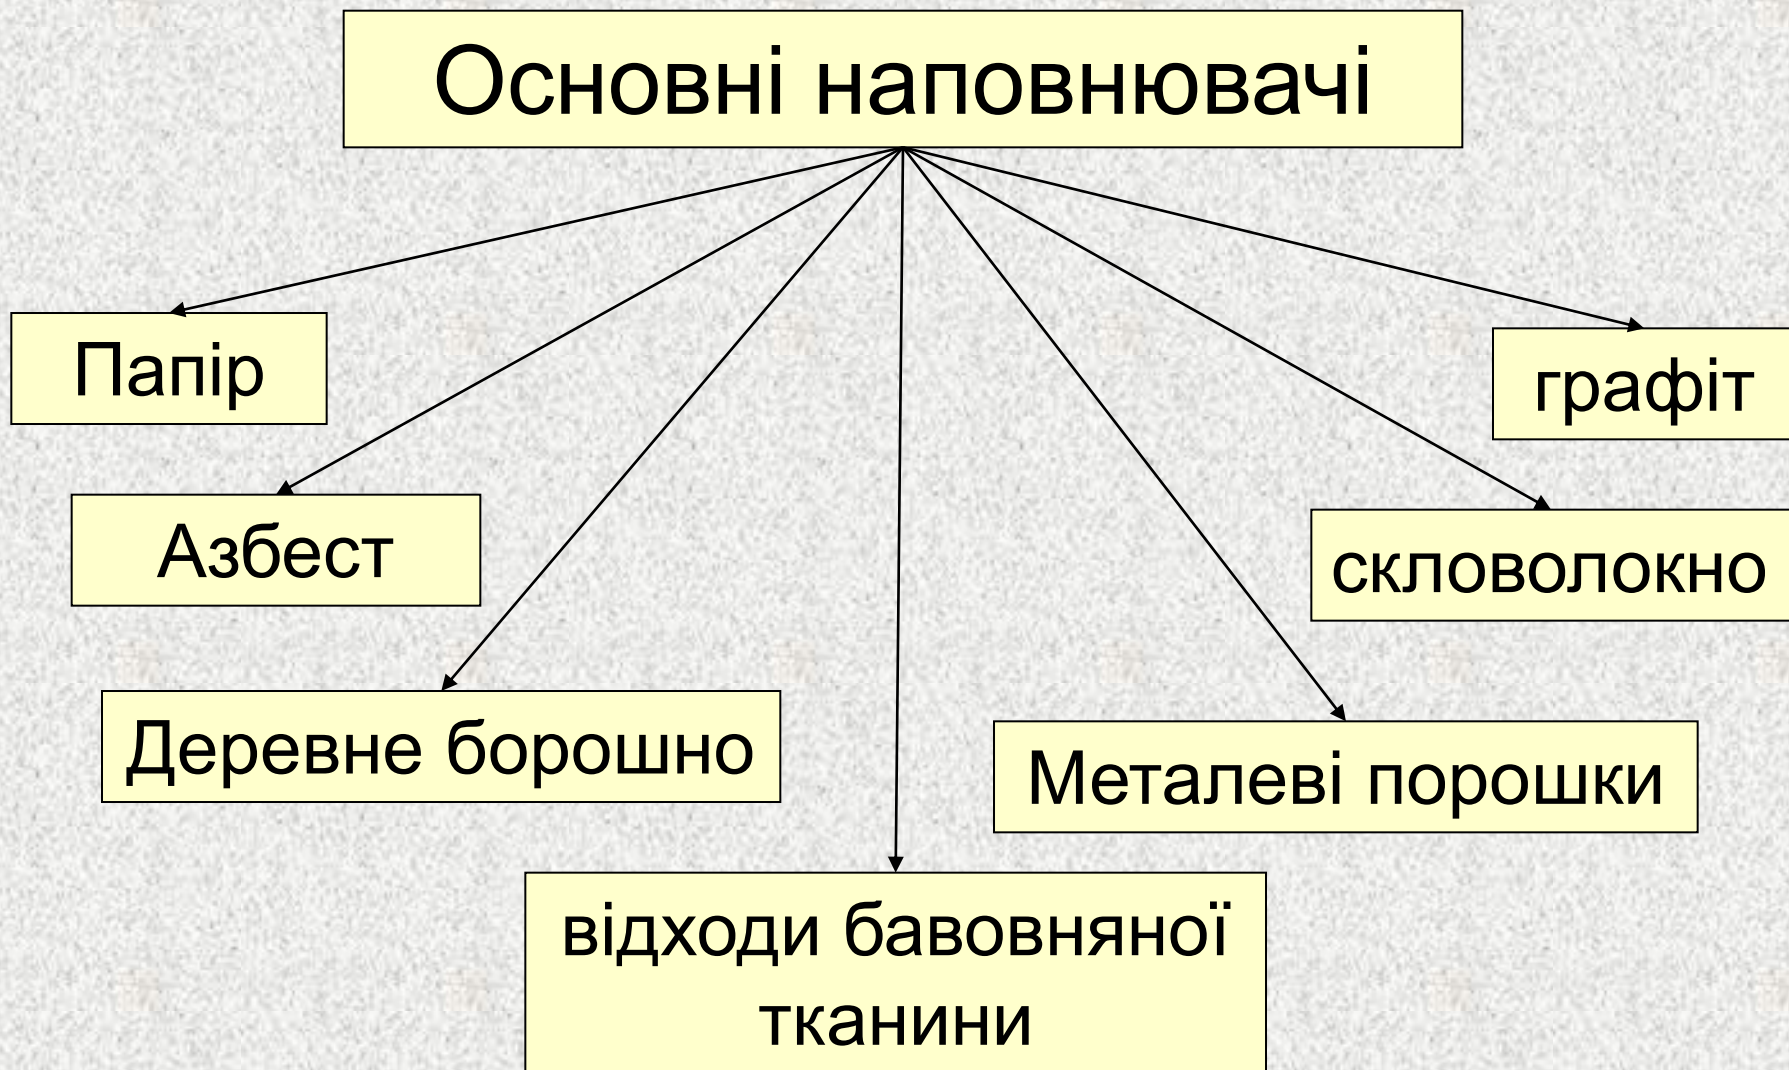 Основні наповнювачі
Папір
графіт
Азбест
скловолокно
Деревне борошно
Металеві порошки
відходи бавовняної
тканини